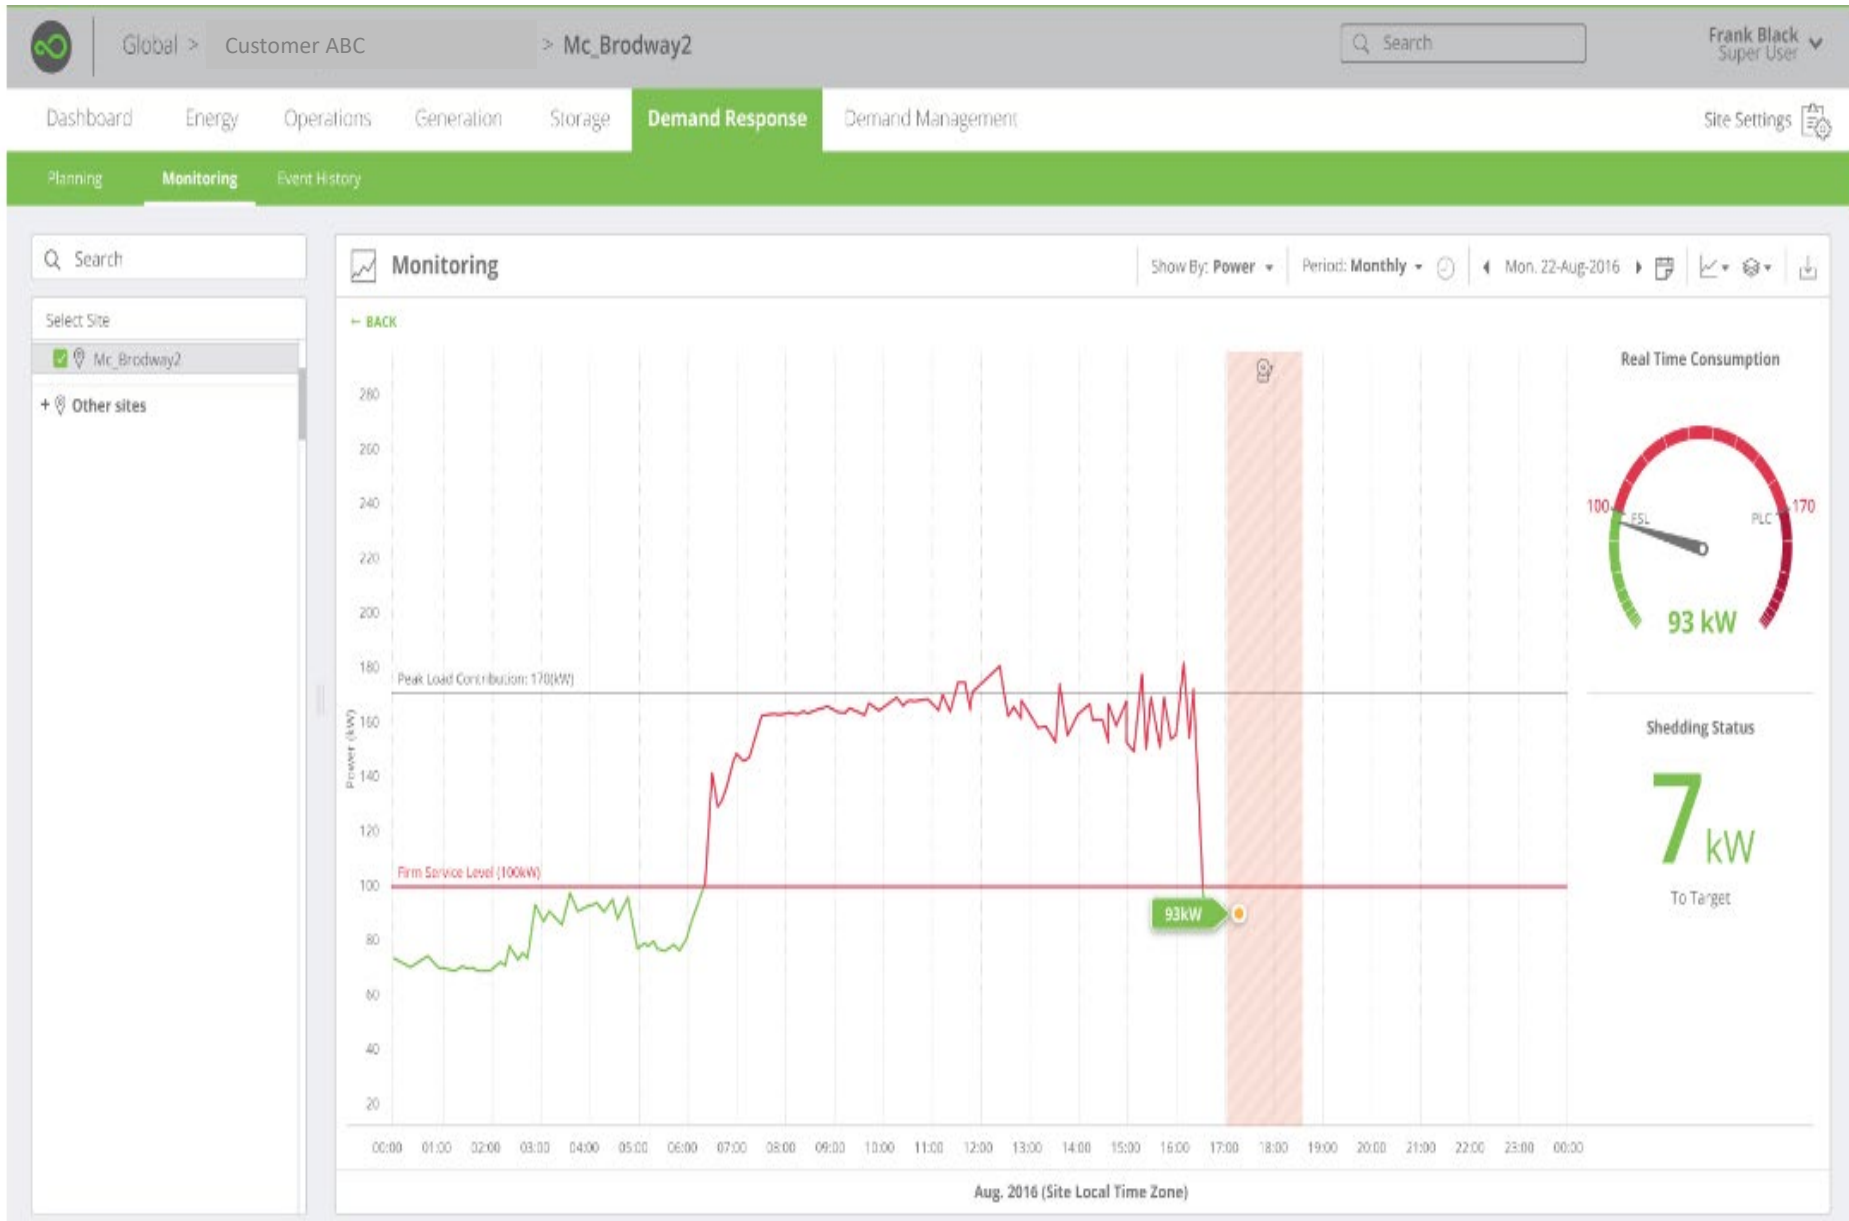 Global > Customer ABC > Mc_Brodway2
Search
Frank Black
Super User
Dashboard Energy Operations Generation Storage Demand Response Demand Management
Site Settings
Planning Monitoring Event History
Search
Select Site
Mc_Brodway2
+ Other sites
Monitoring
Show By: Power
Period: Monthly
Mon. 22-Aug-2016
← BACK
280
260
240
220
200
180
160
140
120
100
80
60
40
20
Power (kW)
Peak Load Contribution: 170(kW)
Firm Service Level (100kW)
93kW
00:00 01:00 02:00 03:00 04:00 05:00 06:00 07:00 08:00 09:00 10:00 11:00 12:00 13:00 14:00 15:00 16:00 17:00 18:00 19:00 20:00 21:00 22:00 23:00 00:00
Aug. 2016 (Site Local Time Zone)
Real Time Consumption
100 FSL PLC 170
93 kW
Shedding Status
7 kW
To Target